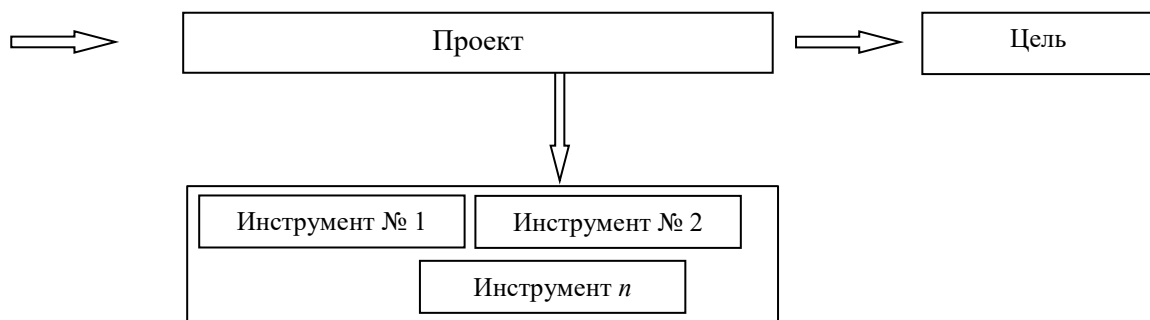 Проект
Цель
Инструмент № 1
Инструмент № 2
Инструмент n